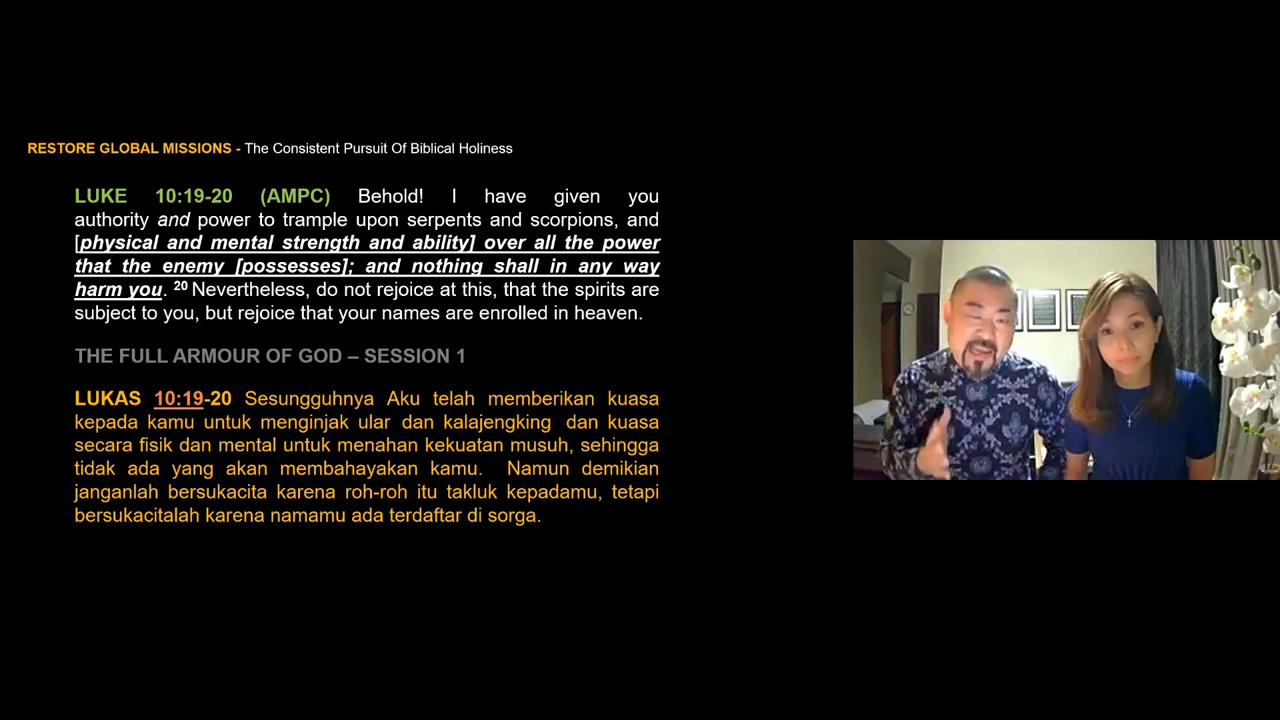 RESTORE GLOBAL MISSIONS - The Consistent Pursuit Of Biblical Holiness
LUKE 10:19-20 (AMPC) Behold! I have given you
authority and power to trample upon serpents and scorpions, and
[physical and mental strength and ability] over all the power
that the enemy [possesses]; and nothing shall in any way
harm you. 20 Nevertheless, do not rejoice at this, that the spirits are
subject to you, but rejoice that your names are enrolled in heaven.
THE FULL ARMOUR OF GOD – SESSION 1
LUKAS 10:19-20 Sesungguhnya Aku telah memberikan kuasa
kepada kamu untuk menginjak ular dan kalajengking dan kuasa
secara fisik dan mental untuk menahan kekuatan musuh, sehingga
tidak ada yang akan membahayakan kamu. Namun demikian
janganlah bersukacita karena roh-roh itu takluk kepadamu, tetapi
bersukacitalah karena namamu ada terdaftar di sorga.